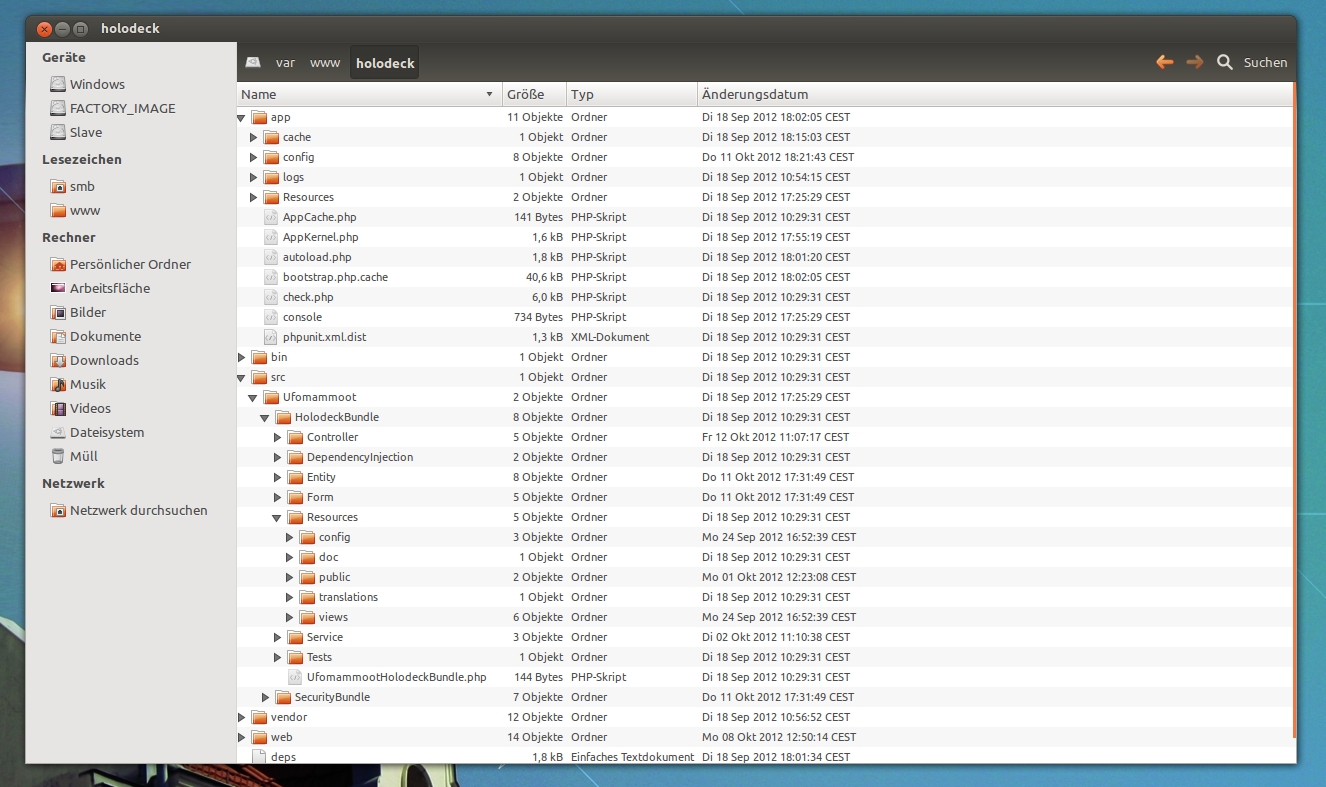 holodeck
Geräte
Windows
FACTORY_IMAGE
Slave
Lesezeichen
smb
www
Rechner
Persönlicher Ordner
Arbeitsfläche
Bilder
Dokumente
Downloads
Musik
Videos
Dateisystem
Müll
Netzwerk
Netzwerk durchsuchen
var www holodeck Suchen
Name Größe Typ Änderungsdatum
app 11 Objekte Ordner Di 18 Sep 2012 18:02:05 CEST
cache 1 Objekt Ordner Di 18 Sep 2012 18:15:03 CEST
config 8 Objekte Ordner Do 11 Okt 2012 18:21:43 CEST
logs 1 Objekt Ordner Di 18 Sep 2012 10:54:15 CEST
Resources 2 Objekte Ordner Di 18 Sep 2012 17:25:29 CEST
AppCache.php 141 Bytes PHP-Skript Di 18 Sep 2012 10:29:31 CEST
AppKernel.php 1,6 kB PHP-Skript Di 18 Sep 2012 17:55:19 CEST
autoload.php 1,8 kB PHP-Skript Di 18 Sep 2012 18:01:20 CEST
bootstrap.php.cache 40,6 kB PHP-Skript Di 18 Sep 2012 18:02:05 CEST
check.php 6,0 kB PHP-Skript Di 18 Sep 2012 10:29:31 CEST
console 734 Bytes PHP-Skript Di 18 Sep 2012 17:25:29 CEST
phpunit.xml.dist 1,3 kB XML-Dokument Di 18 Sep 2012 10:29:31 CEST
bin 1 Objekt Ordner Di 18 Sep 2012 10:29:31 CEST
src 1 Objekt Ordner Di 18 Sep 2012 10:29:31 CEST
Ufomammoot 2 Objekte Ordner Di 18 Sep 2012 17:25:29 CEST
HolodeckBundle 8 Objekte Ordner Di 18 Sep 2012 10:29:31 CEST
Controller 5 Objekte Ordner Fr 12 Okt 2012 11:07:17 CEST
DependencyInjection 2 Objekte Ordner Di 18 Sep 2012 10:29:31 CEST
Entity 8 Objekte Ordner Do 11 Okt 2012 17:31:49 CEST
Form 5 Objekte Ordner Do 11 Okt 2012 17:31:49 CEST
Resources 5 Objekte Ordner Di 18 Sep 2012 10:29:31 CEST
config 3 Objekte Ordner Mo 24 Sep 2012 16:52:39 CEST
doc 1 Objekt Ordner Di 18 Sep 2012 10:29:31 CEST
public 2 Objekte Ordner Mo 01 Okt 2012 12:23:08 CEST
translations 1 Objekt Ordner Di 18 Sep 2012 10:29:31 CEST
views 6 Objekte Ordner Mo 24 Sep 2012 16:52:39 CEST
Service 3 Objekte Ordner Di 02 Okt 2012 11:10:38 CEST
Tests 1 Objekt Ordner Di 18 Sep 2012 10:29:31 CEST
UfomammootHolodeckBundle.php 144 Bytes PHP-Skript Di 18 Sep 2012 10:29:31 CEST
SecurityBundle 7 Objekte Ordner Do 11 Okt 2012 17:31:49 CEST
vendor 12 Objekte Ordner Di 18 Sep 2012 10:56:52 CEST
web 14 Objekte Ordner Mo 08 Okt 2012 12:50:14 CEST
deps 1,8 kB Einfaches Textdokument Di 18 Sep 2012 18:01:34 CEST